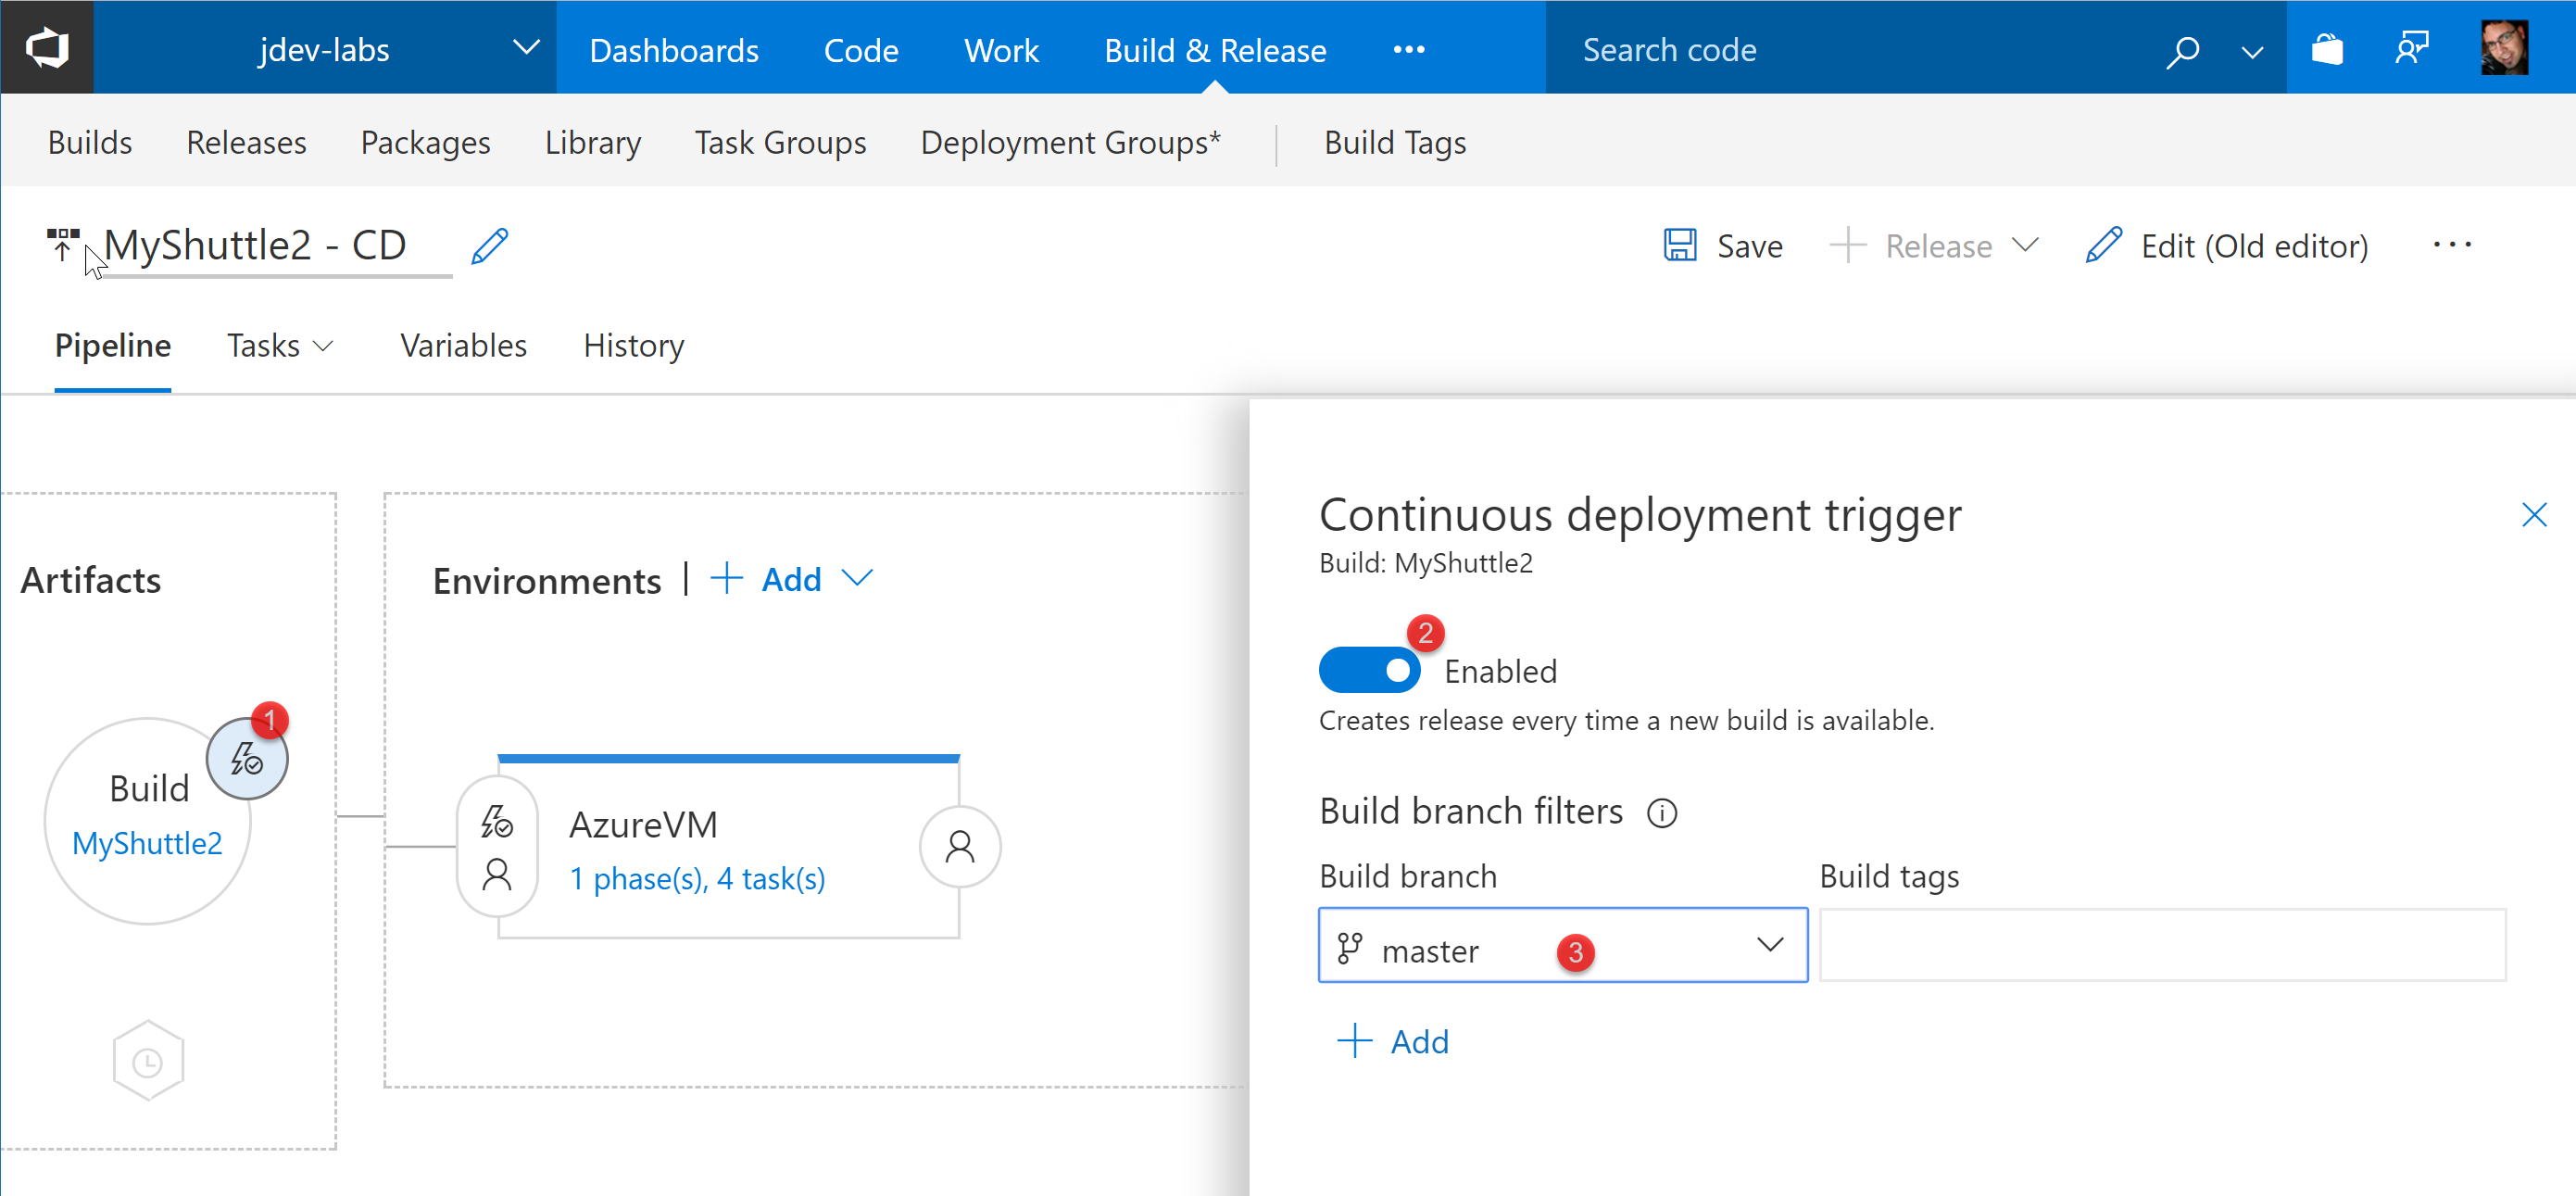 jdev-labs Dashboards Code Work Build & Release ••• Search code
Builds Releases Packages Library Task Groups Deployment Groups* Build Tags
MyShuttle2 - CD Save Release Edit (Old editor) ···
Pipeline Tasks Variables History
Artifacts
Environments | + Add
1
Build
MyShuttle2
AzureVM
1 phase(s), 4 task(s)
Continuous deployment trigger
Build: MyShuttle2
2
Enabled
Creates release every time a new build is available.
Build branch filters
Build branch Build tags
master 3
+ Add